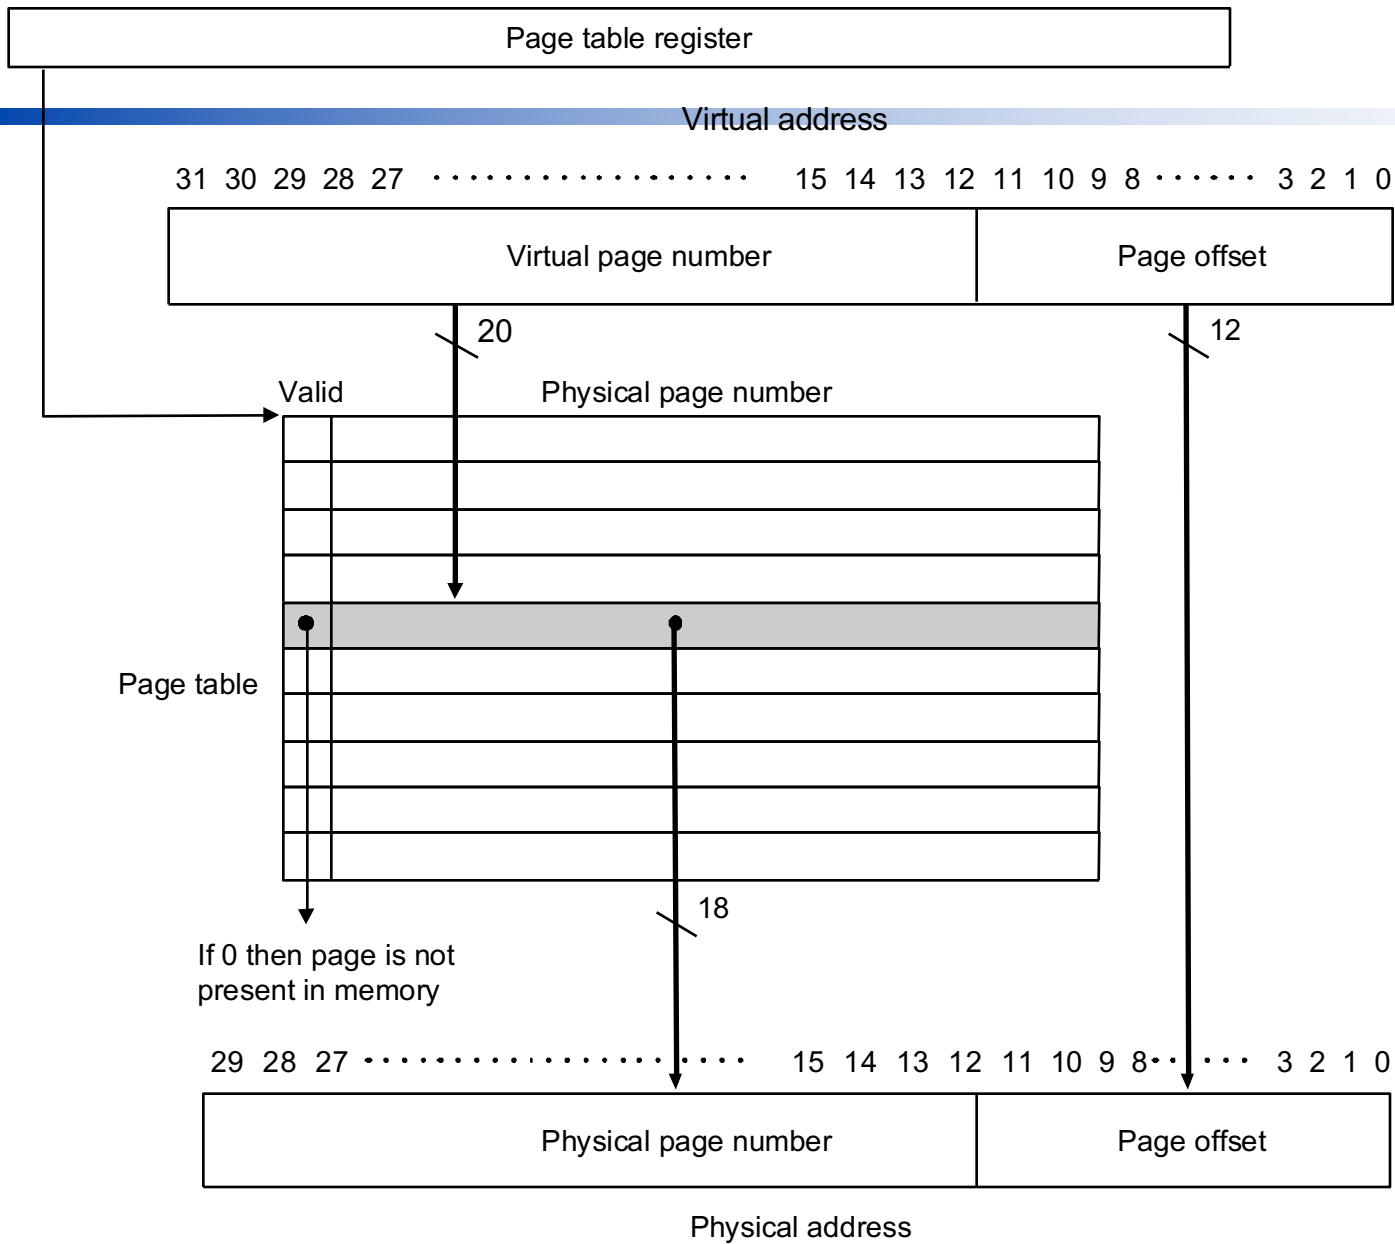 Page table register
Virtual address
31 30 29 28 27 ················· 15 14 13 12 11 10 9 8 ······ 3 2 1 0
Virtual page number Page offset
20 12
Valid Physical page number
Page table
18
If 0 then page is not
present in memory
29 28 27 ····················· 15 14 13 12 11 10 9 8 ······ 3 2 1 0
Physical page number Page offset
Physical address